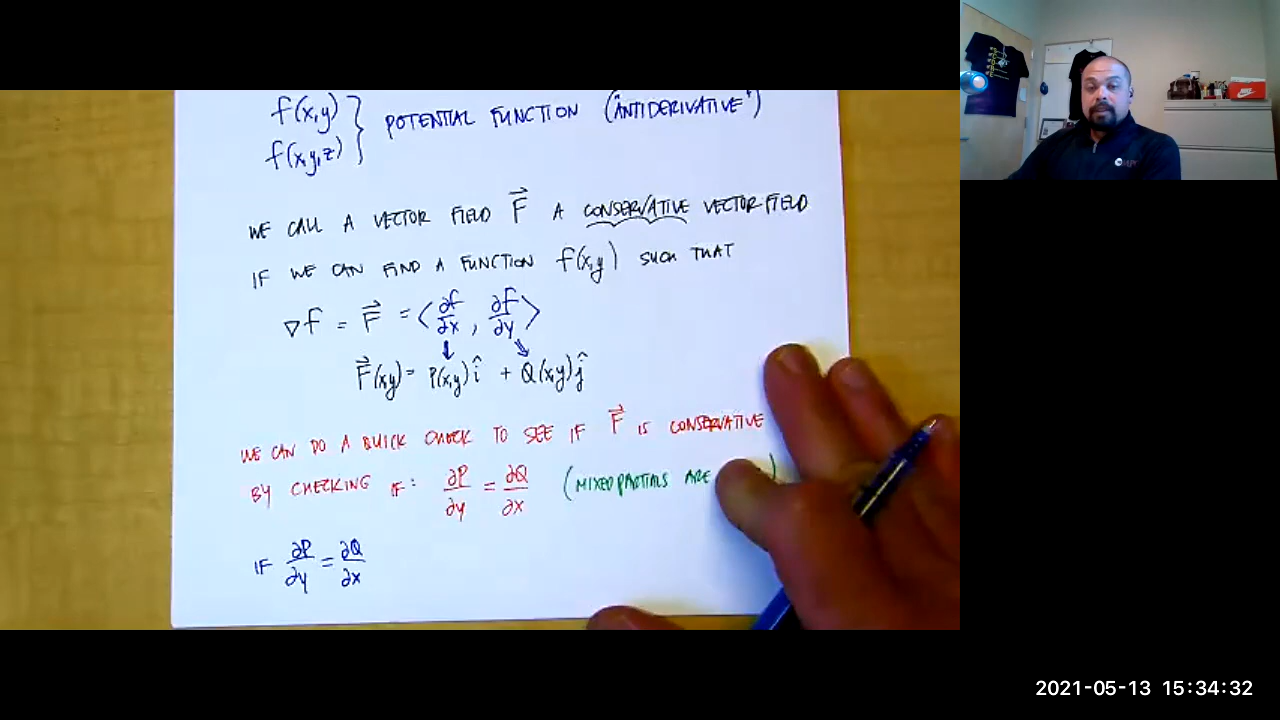 f(x,y)
f(x,y,z) } POTENTIAL FUNCTION ("ANTIDERIVATIVE")
WE CALL A VECTOR FIELD F⃗ A CONSERVATIVE VECTOR FIELD
IF WE CAN FIND A FUNCTION f(x,y) SUCH THAT
∇f = F⃗ = <∂f/∂x, ∂f/∂y>
F⃗(x,y) = P(x,y)î + Q(x,y)ĵ
WE CAN DO A QUICK CHECK TO SEE IF F⃗ IS CONSERVATIVE
BY CHECKING IF: ∂P/∂y = ∂Q/∂x (MIXED PARTIALS ARE )
IF ∂P/∂y = ∂Q/∂x
2021-05-13 15:34:32